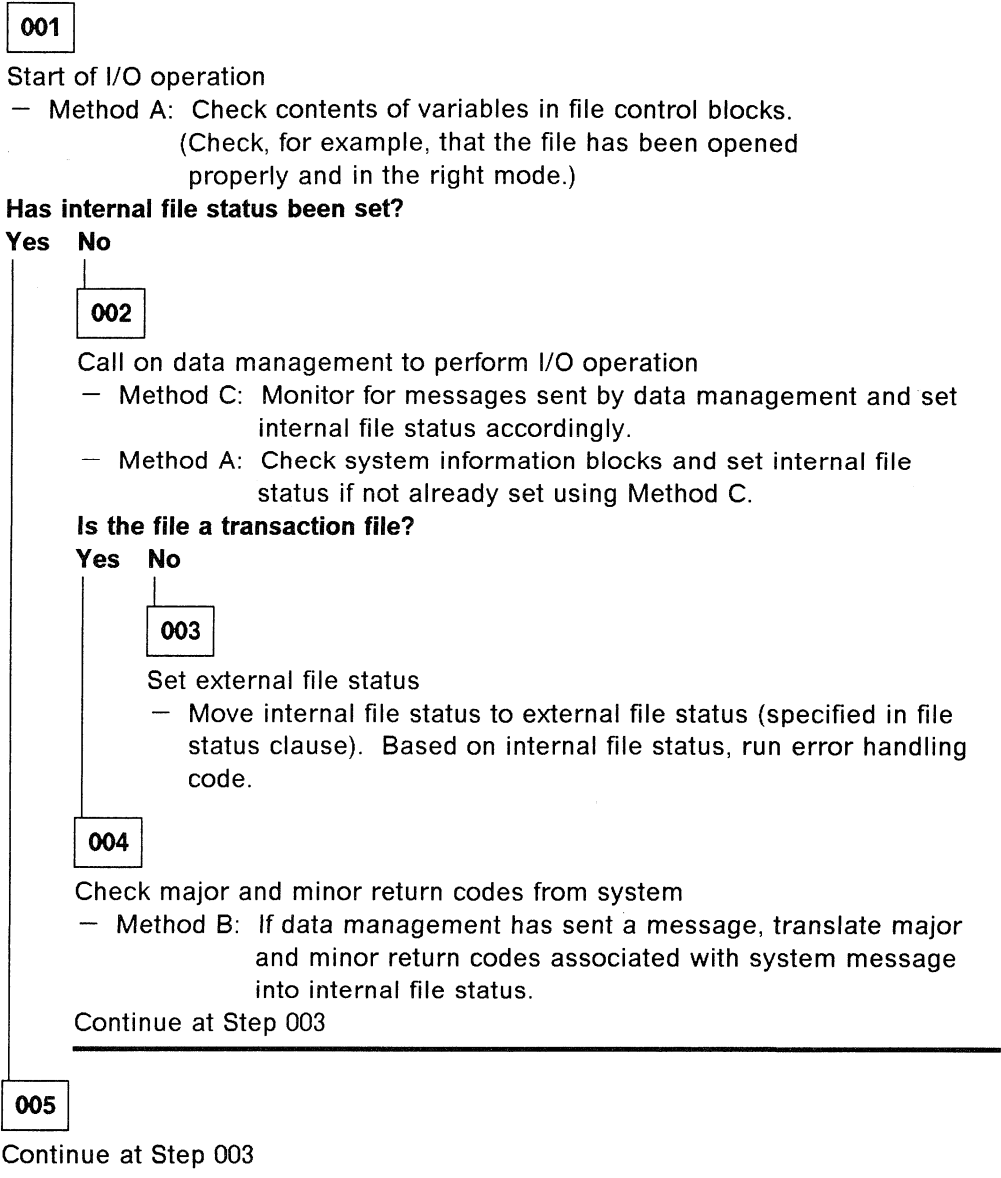 001
Start of I/O operation
— Method A: Check contents of variables in file control blocks.
(Check, for example, that the file has been opened
properly and in the right mode.)
Has internal file status been set?
Yes No
002
Call on data management to perform I/O operation
— Method C: Monitor for messages sent by data management and set
internal file status accordingly.
— Method A: Check system information blocks and set internal file
status if not already set using Method C.
Is the file a transaction file?
Yes No
003
Set external file status
— Move internal file status to external file status (specified in file
status clause). Based on internal file status, run error handling
code.
004
Check major and minor return codes from system
— Method B: If data management has sent a message, translate major
and minor return codes associated with system message
into internal file status.
Continue at Step 003
005
Continue at Step 003